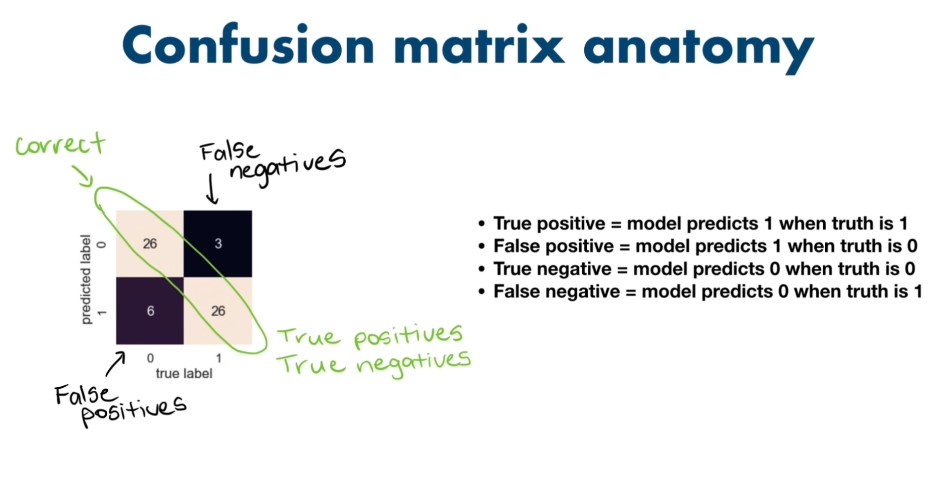 Confusion matrix anatomy
Correct
False
negatives
predicted label
0
1
26
3
6
26
0
1
true label
True positives
True negatives
False
positives
• True positive = model predicts 1 when truth is 1
• False positive = model predicts 1 when truth is 0
• True negative = model predicts 0 when truth is 0
• False negative = model predicts 0 when truth is 1